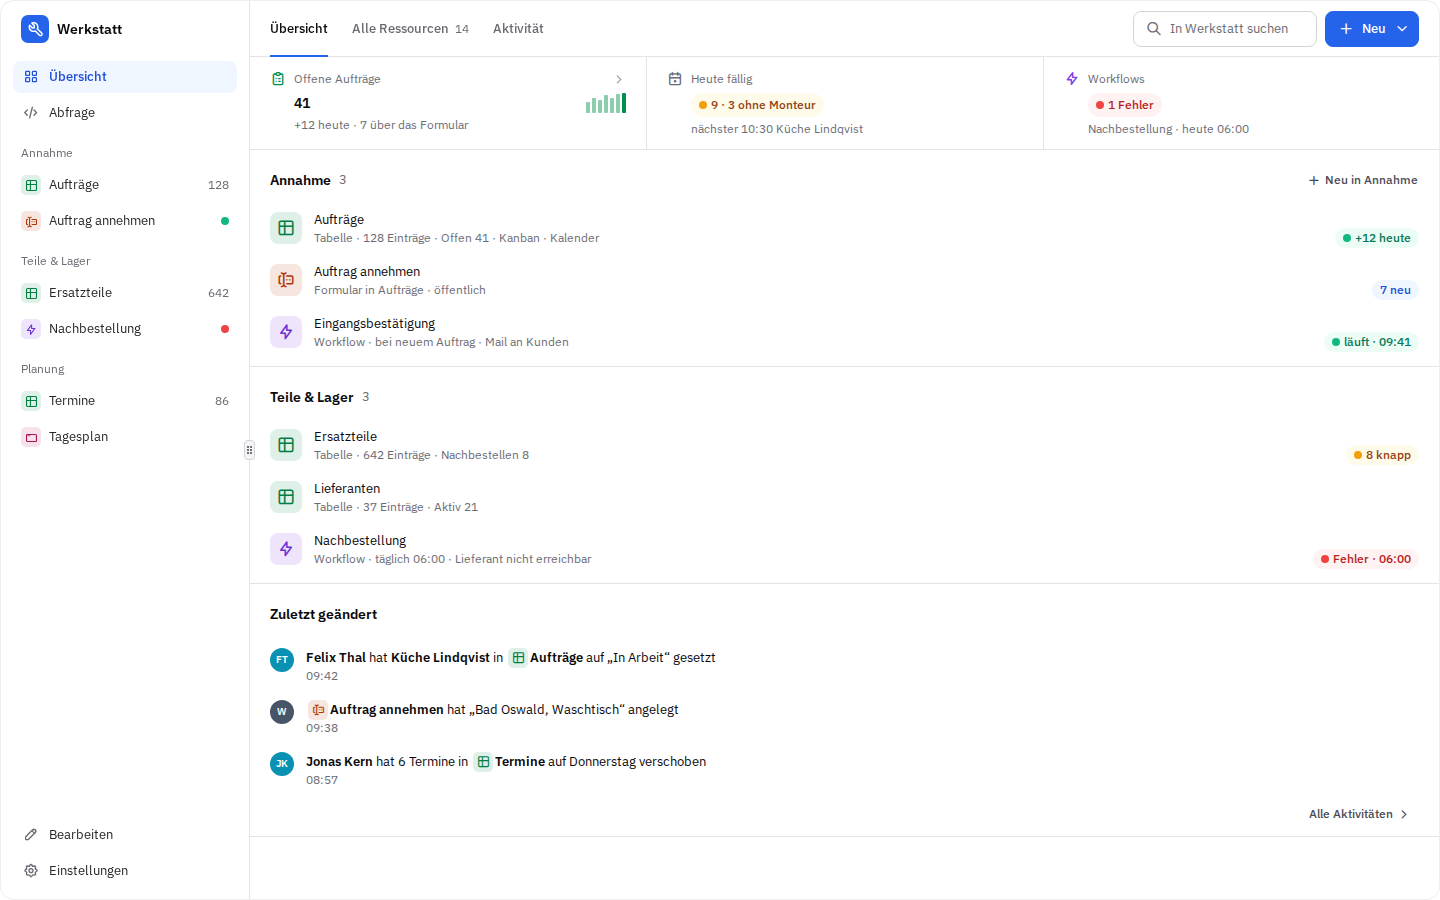 Werkstatt
Übersicht
Abfrage
Annahme
Aufträge 128
Auftrag annehmen
Teile & Lager
Ersatzteile 642
Nachbestellung
Planung
Termine 86
Tagesplan
Bearbeiten
Einstellungen
Übersicht Alle Ressourcen 14 Aktivität
In Werkstatt suchen
Neu
Offene Aufträge
41
+12 heute · 7 über das Formular
Heute fällig
9 · 3 ohne Monteur
nächster 10:30 Küche Lindqvist
Workflows
1 Fehler
Nachbestellung · heute 06:00
Annahme 3
Neu in Annahme
Aufträge
Tabelle · 128 Einträge · Offen 41 · Kanban · Kalender
+12 heute
Auftrag annehmen
Formular in Aufträge · öffentlich
7 neu
Eingangsbestätigung
Workflow · bei neuem Auftrag · Mail an Kunden
läuft · 09:41
Teile & Lager 3
Ersatzteile
Tabelle · 642 Einträge · Nachbestellen 8
8 knapp
Lieferanten
Tabelle · 37 Einträge · Aktiv 21
Nachbestellung
Workflow · täglich 06:00 · Lieferant nicht erreichbar
Fehler · 06:00
Zuletzt geändert
FT Felix Thal hat Küche Lindqvist in Aufträge auf „In Arbeit“ gesetzt
09:42
W Auftrag annehmen hat „Bad Oswald, Waschtisch“ angelegt
09:38
JK Jonas Kern hat 6 Termine in Termine auf Donnerstag verschoben
08:57
Alle Aktivitäten